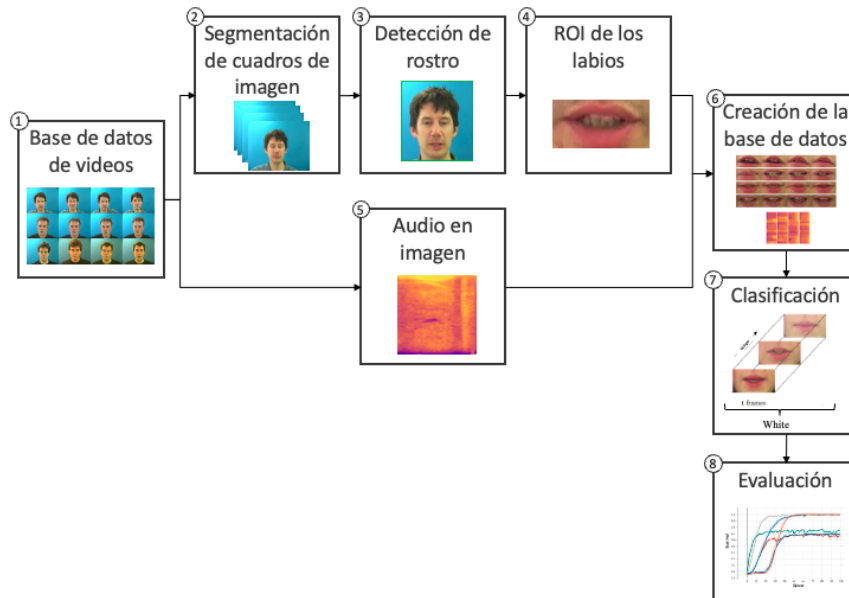 1
Base de datos
de videos
2
Segmentación
de cuadros de
imagen
3
Detección de
rostro
4
ROI de los
labios
5
Audio en
imagen
6
Creación de la
base de datos
7
Clasificación
t frames
White
8
Evaluación